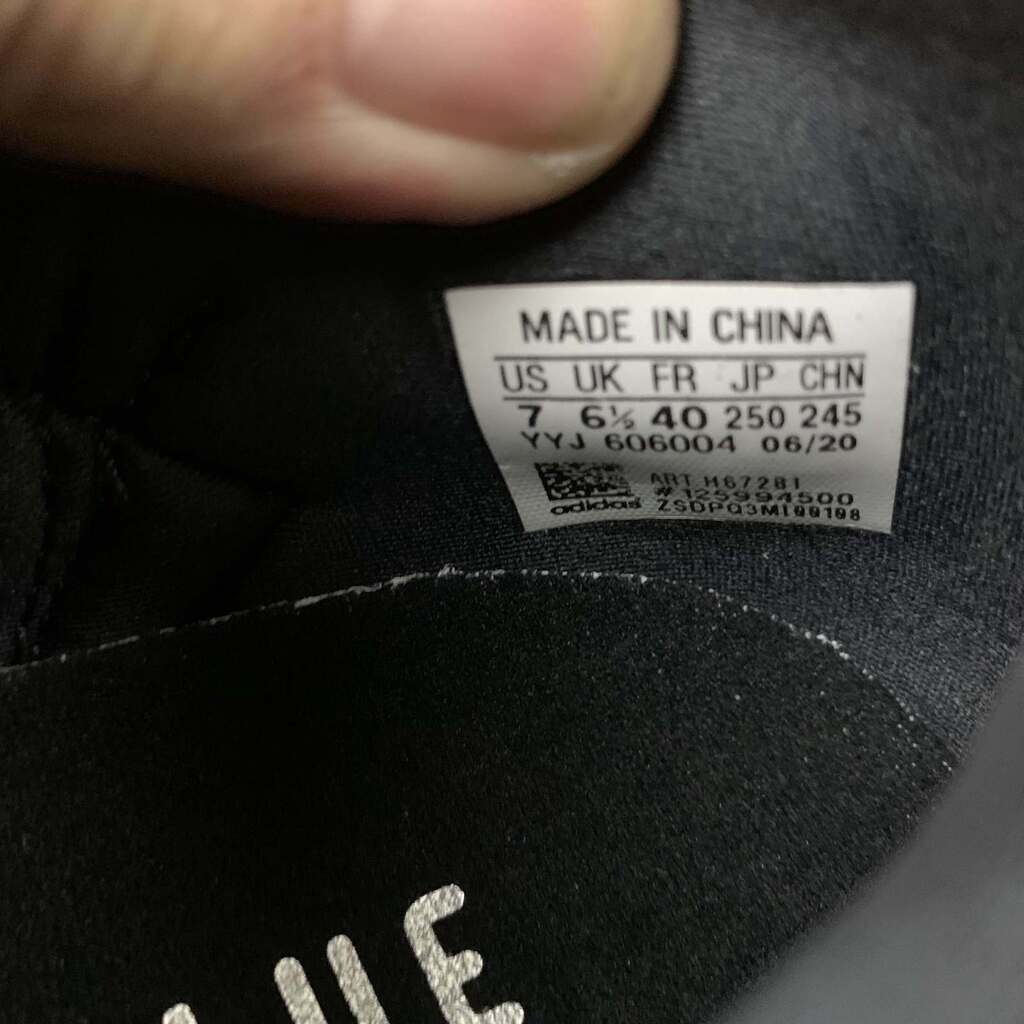 MADE IN CHINA
US UK FR JP CHN
7 6½ 40 250 245
YYJ 606004 06/20
ART H67281
# 125994500
adidas ZSDPQ3MI00108